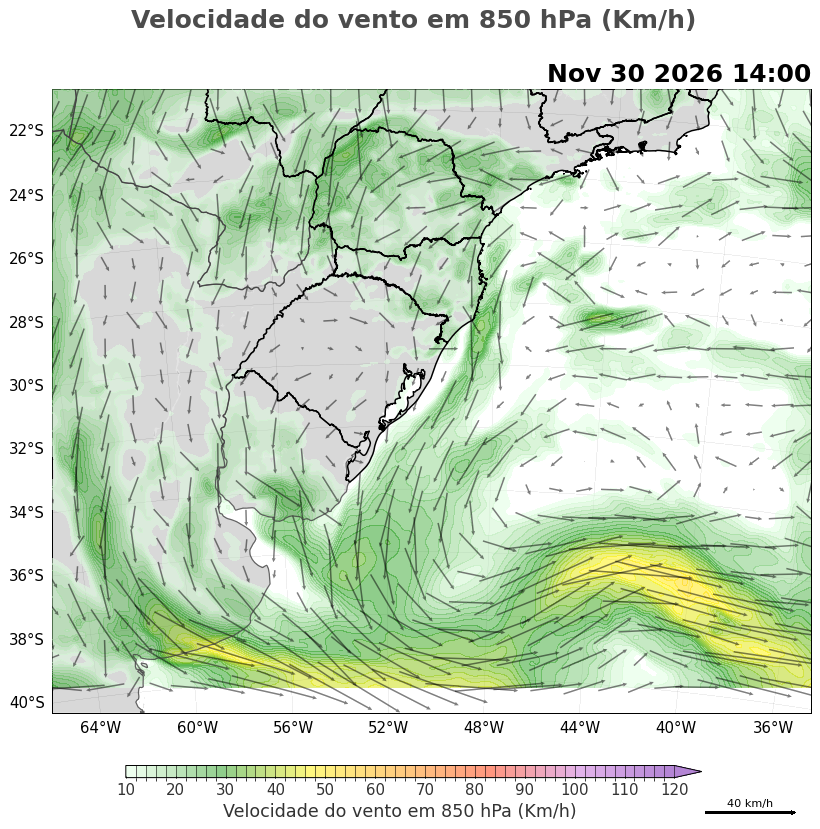 Velocidade do vento em 850 hPa (Km/h)
Nov 30 2026 14:00
22°S
24°S
26°S
28°S
30°S
32°S
34°S
36°S
38°S
40°S
64°W 60°W 56°W 52°W 48°W 44°W 40°W 36°W
10 20 30 40 50 60 70 80 90 100 110 120
Velocidade do vento em 850 hPa (Km/h)
40 km/h